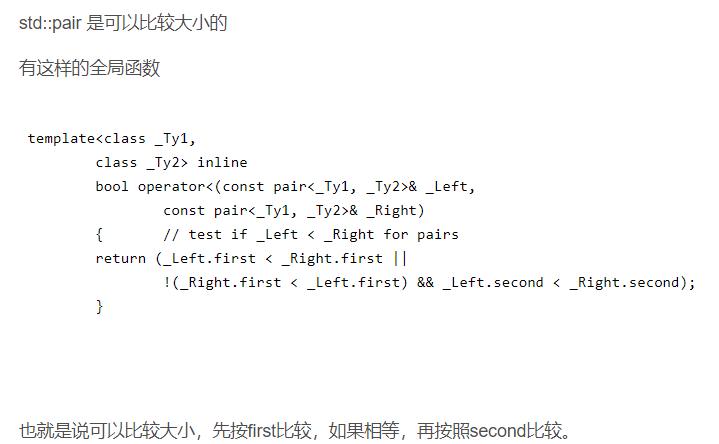 std::pair 是可以比较大小的
有这样的全局函数
template<class _Ty1,
class _Ty2> inline
bool operator<(const pair<_Ty1, _Ty2>& _Left,
const pair<_Ty1, _Ty2>& _Right)
{ // test if _Left < _Right for pairs
return (_Left.first < _Right.first ||
!(_Right.first < _Left.first) && _Left.second < _Right.second);
}
也就是说可以比较大小，先按first比较，如果相等，再按照second比较。